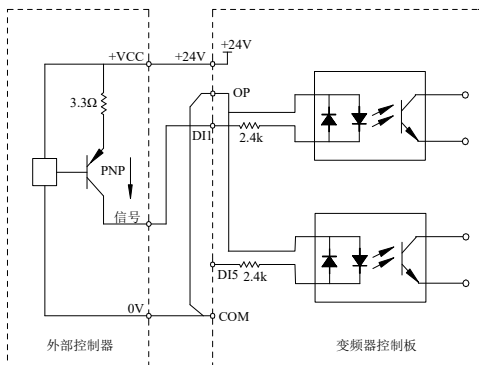 +24V
+VCC
+24V
OP
3.3Ω
DI1
2.4k
PNP
信号
DI5
2.4k
0V
COM
外部控制器
变频器控制板